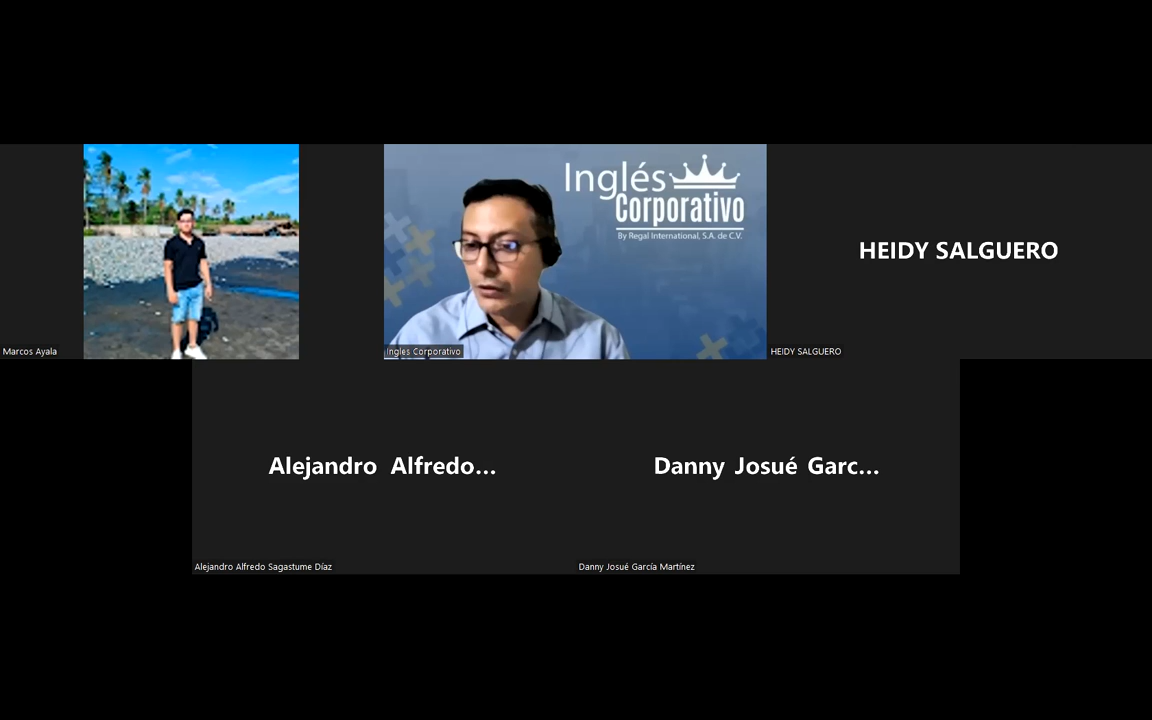 Inglés
Corporativo
By Regal International, S.A. de C.V.
HEIDY SALGUERO
Marcos Ayala
Ingles Corporativo
HEIDY SALGUERO
Alejandro Alfredo...
Danny Josué Garc...
Alejandro Alfredo Sagastume Díaz
Danny Josué García Martínez